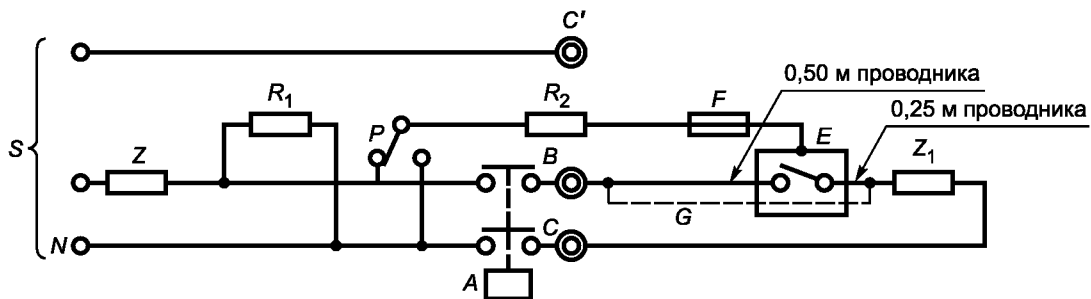 C'
0,50 м проводника
R₁
R₂
F
0,25 м проводника
P
S
Z
B
E
Z₁
G
N
C
A